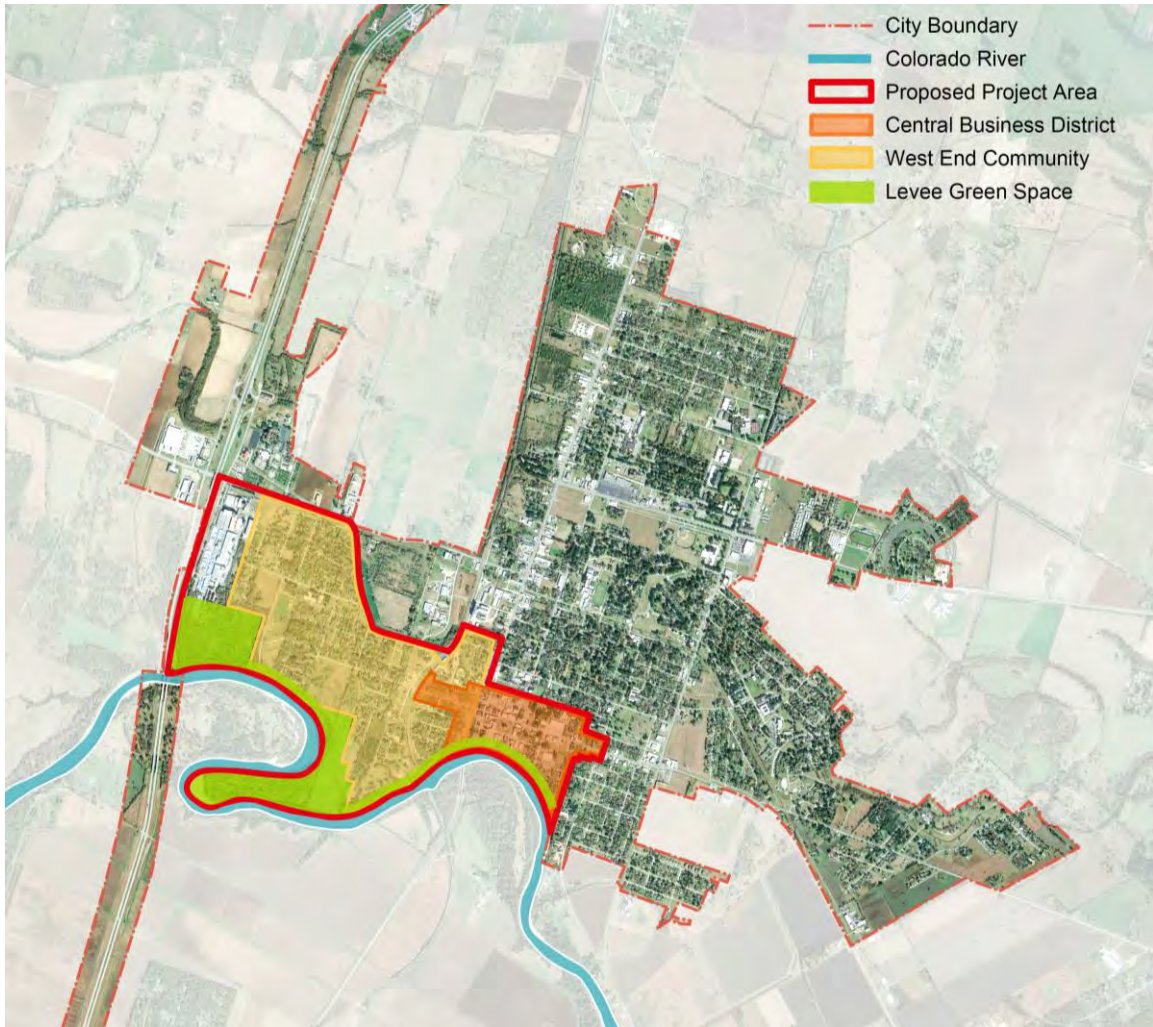 City Boundary
Colorado River
Proposed Project Area
Central Business District
West End Community
Levee Green Space